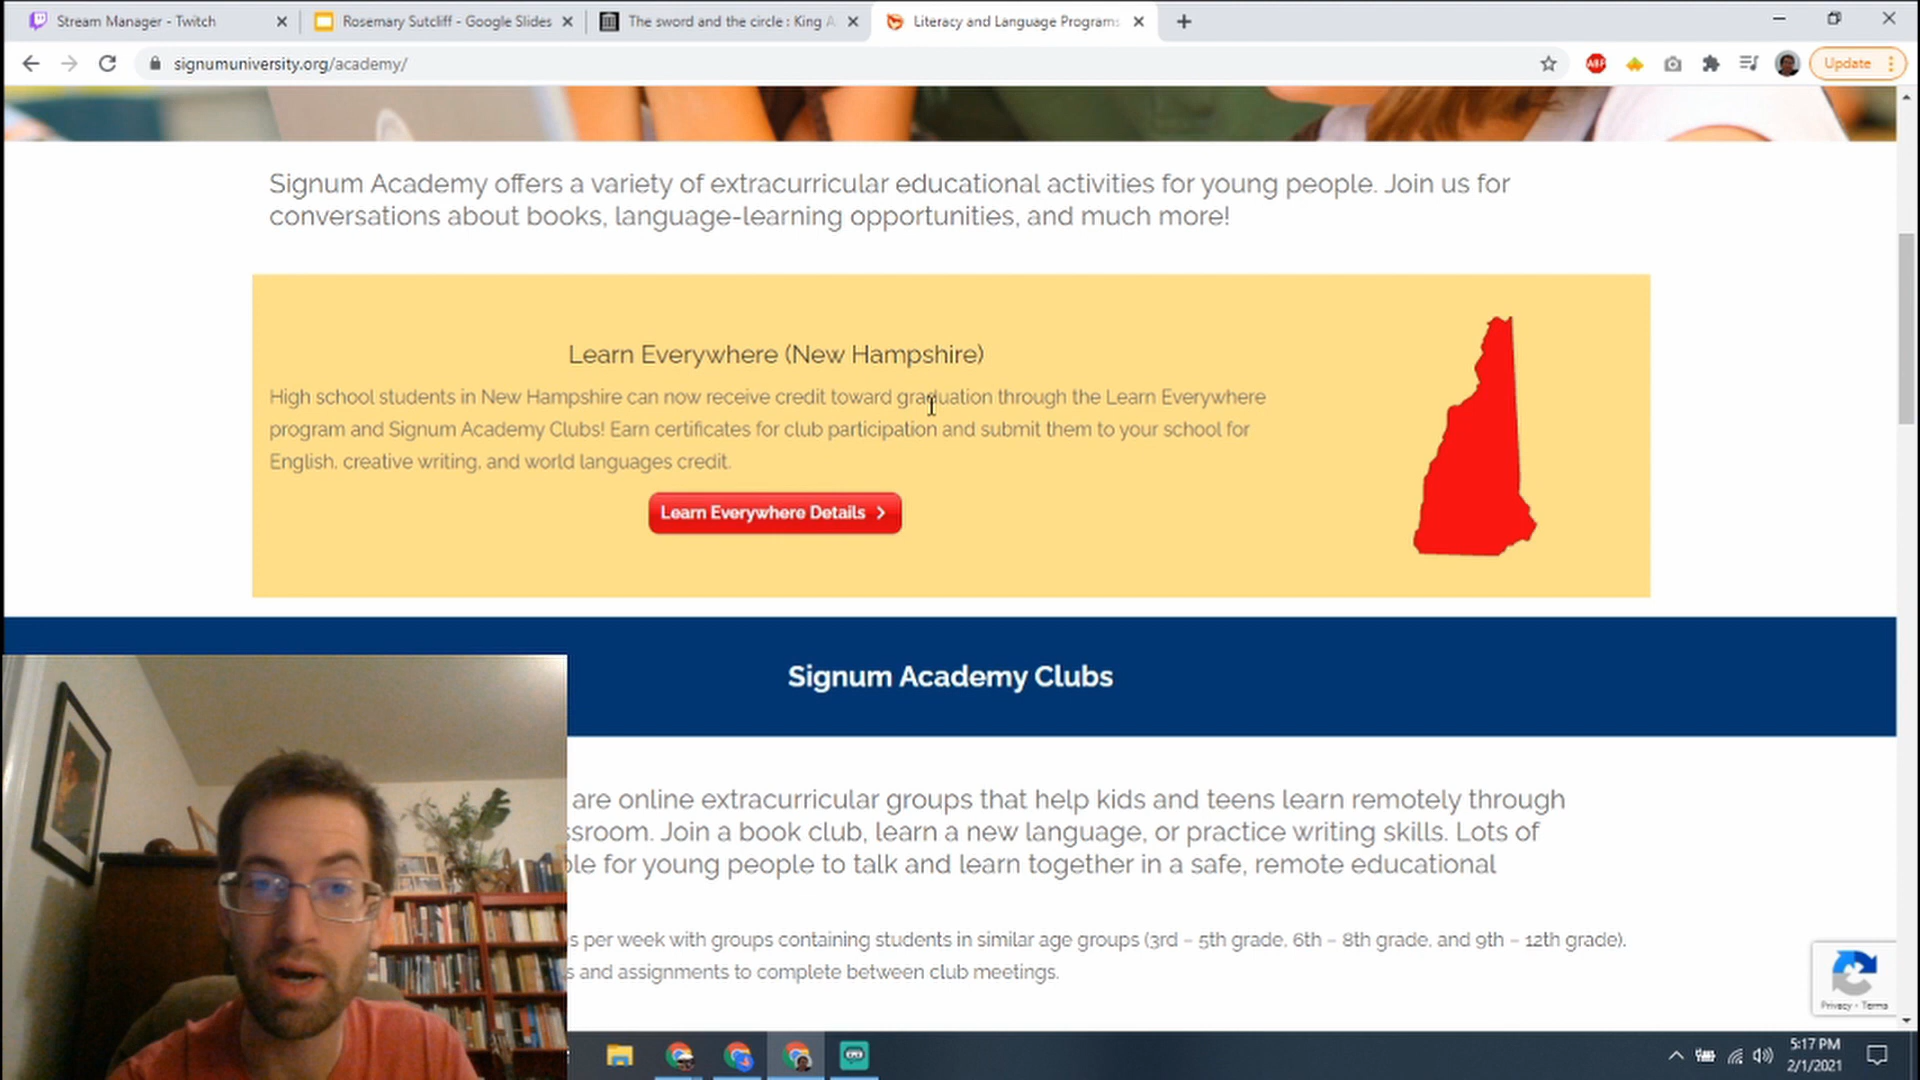 Stream Manager - Twitch
Rosemary Sutcliff - Google Slides
The sword and the circle : King A
Literacy and Language Programs
signumuniversity.org/academy/
ABP
Update
Signum Academy offers a variety of extracurricular educational activities for young people. Join us for
conversations about books, language-learning opportunities, and much more!
Learn Everywhere (New Hampshire)
High school students in New Hampshire can now receive credit toward graduation through the Learn Everywhere
program and Signum Academy Clubs! Earn certificates for club participation and submit them to your school for
English, creative writing, and world languages credit.
Learn Everywhere Details
Signum Academy Clubs
are online extracurricular groups that help kids and teens learn remotely through
ssroom. Join a book club, learn a new language, or practice writing skills. Lots of
ble for young people to talk and learn together in a safe, remote educational
s per week with groups containing students in similar age groups (3rd – 5th grade, 6th – 8th grade, and 9th – 12th grade).
s and assignments to complete between club meetings.
Privacy - Terms
5:17 PM
2/1/2021